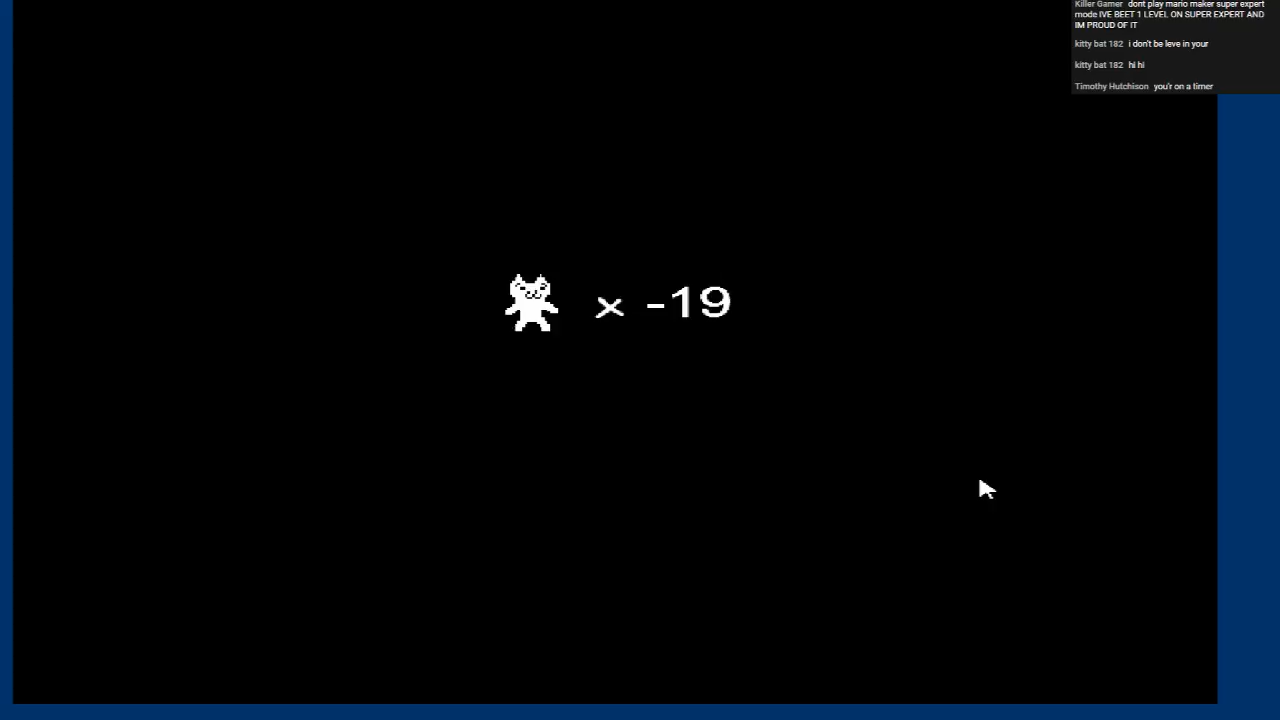 Killer Gamer dont play mario maker super expert
mode IVE BEET 1 LEVEL ON SUPER EXPERT AND
IM PROUD OF IT
kitty bat 182 i don't be leve in your
kitty bat 182 hi hi
Timothy Hutchison you'r on a timer
x -19